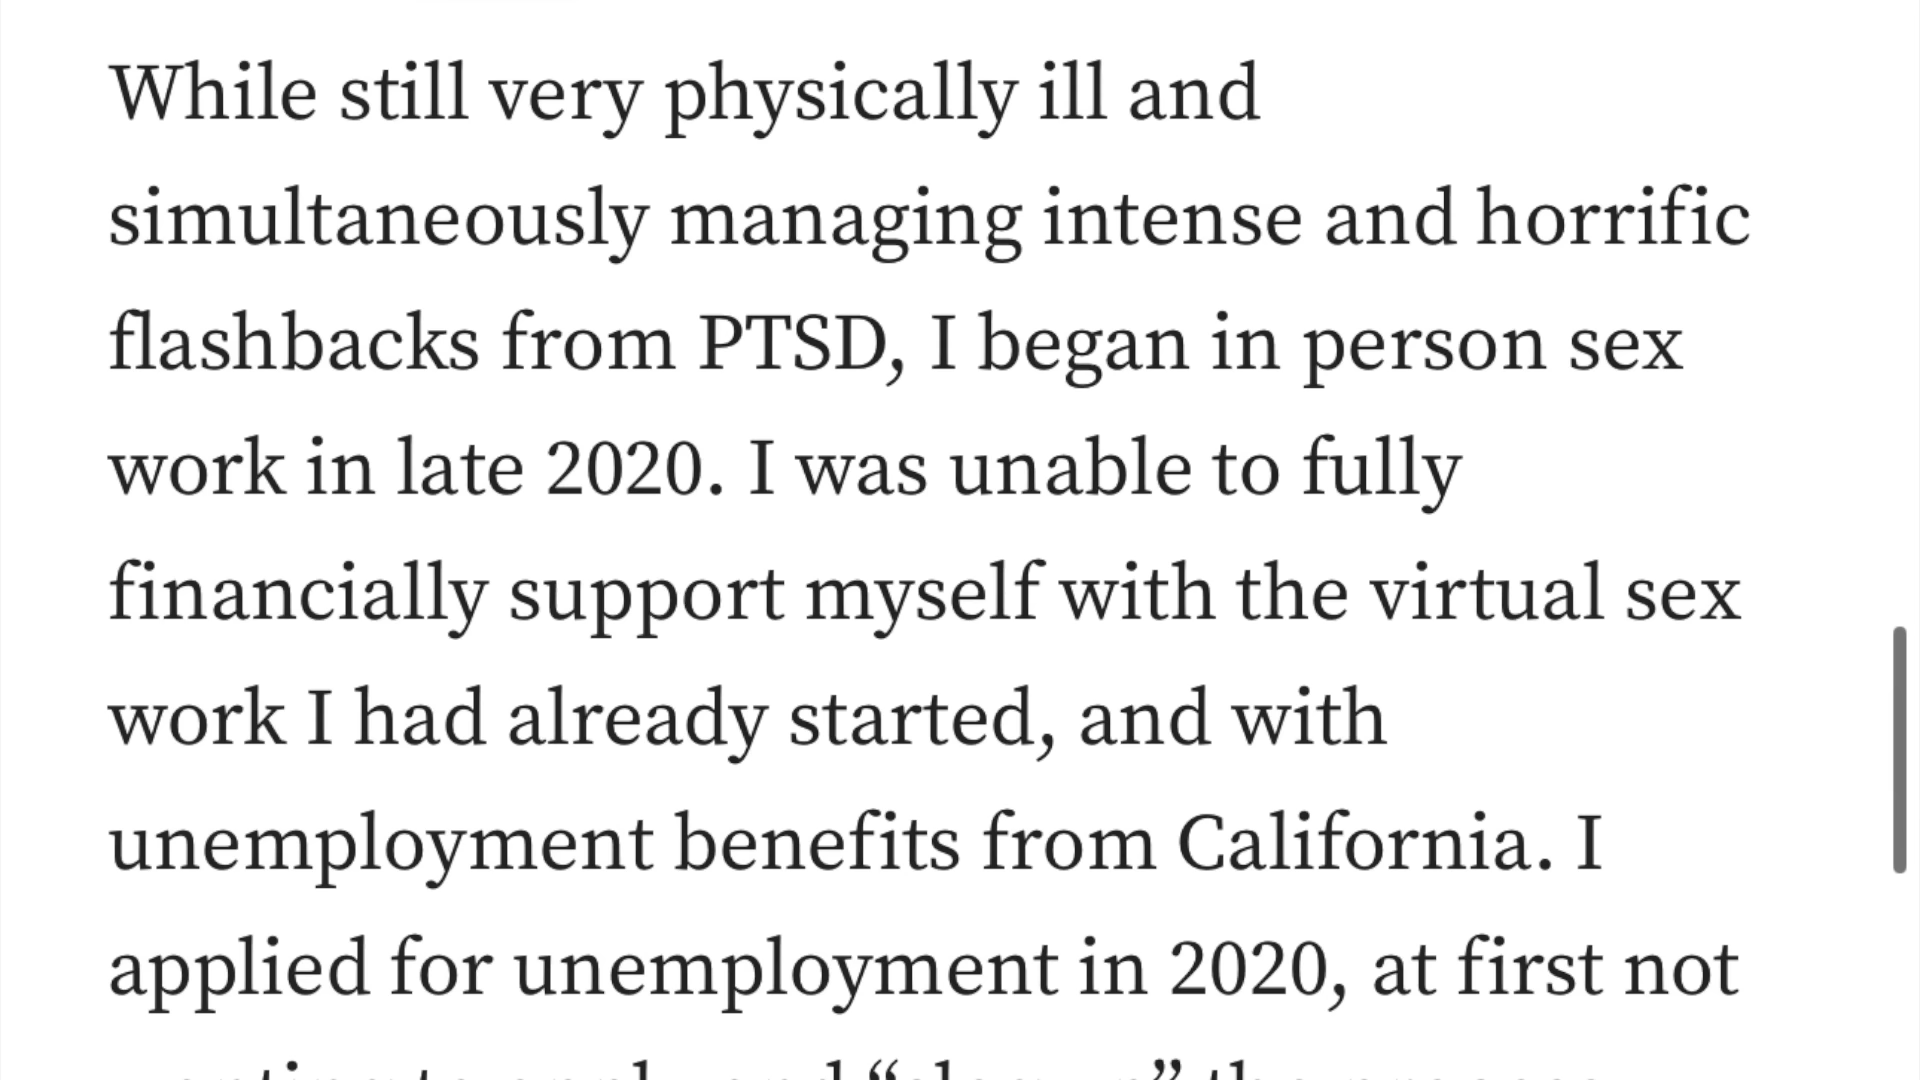 While still very physically ill and
simultaneously managing intense and horrific
flashbacks from PTSD, I began in person sex
work in late 2020. I was unable to fully
financially support myself with the virtual sex
work I had already started, and with
unemployment benefits from California. I
applied for unemployment in 2020, at first not